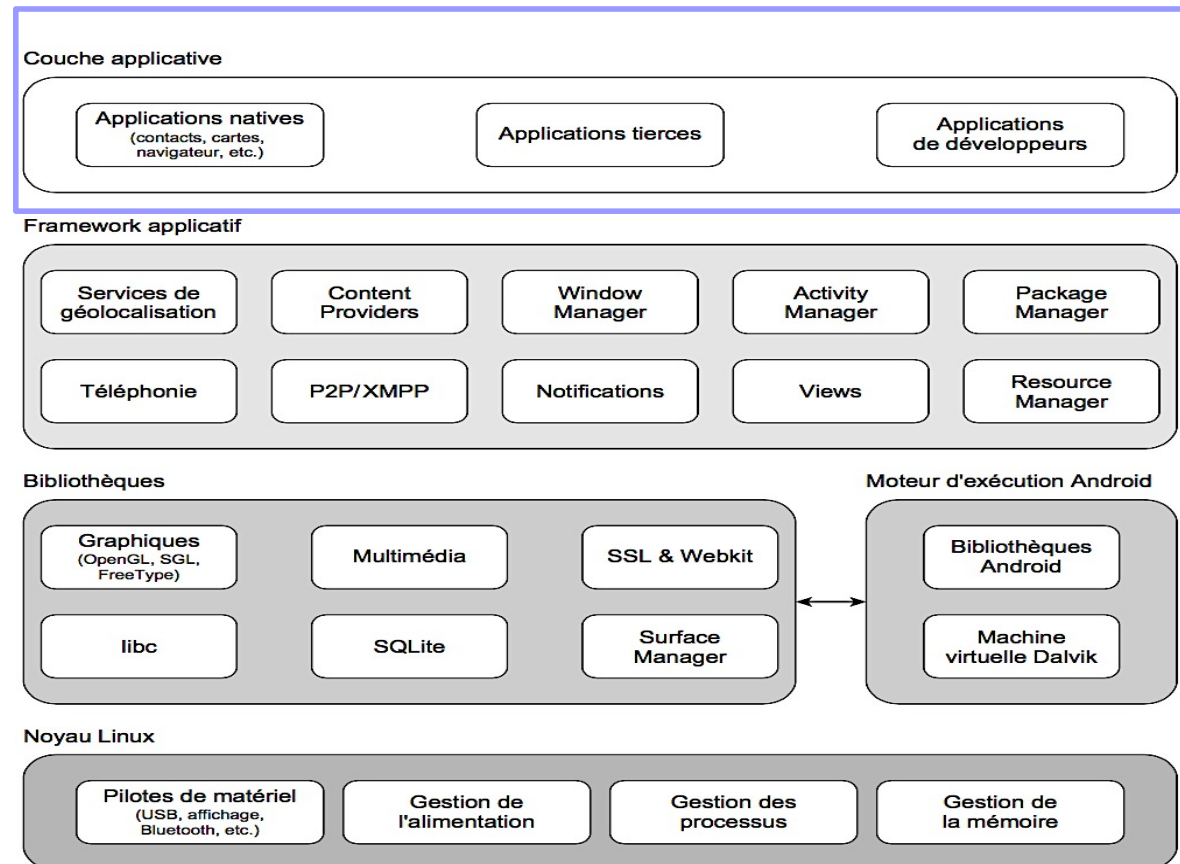 Couche applicative
Applications natives
(contacts, cartes,
navigateur, etc.)
Applications tierces
Applications
de développeurs
Framework applicatif
Services de
géolocalisation
Content
Providers
Window
Manager
Activity
Manager
Package
Manager
Téléphonie
P2P/XMPP
Notifications
Views
Resource
Manager
Bibliothèques
Graphiques
(OpenGL, SGL,
FreeType)
Multimédia
SSL & Webkit
libc
SQLite
Surface
Manager
Moteur d'exécution Android
Bibliothèques
Android
Machine
virtuelle Dalvik
Noyau Linux
Pilotes de matériel
(USB, affichage,
Bluetooth, etc.)
Gestion de
l'alimentation
Gestion des
processus
Gestion de
la mémoire